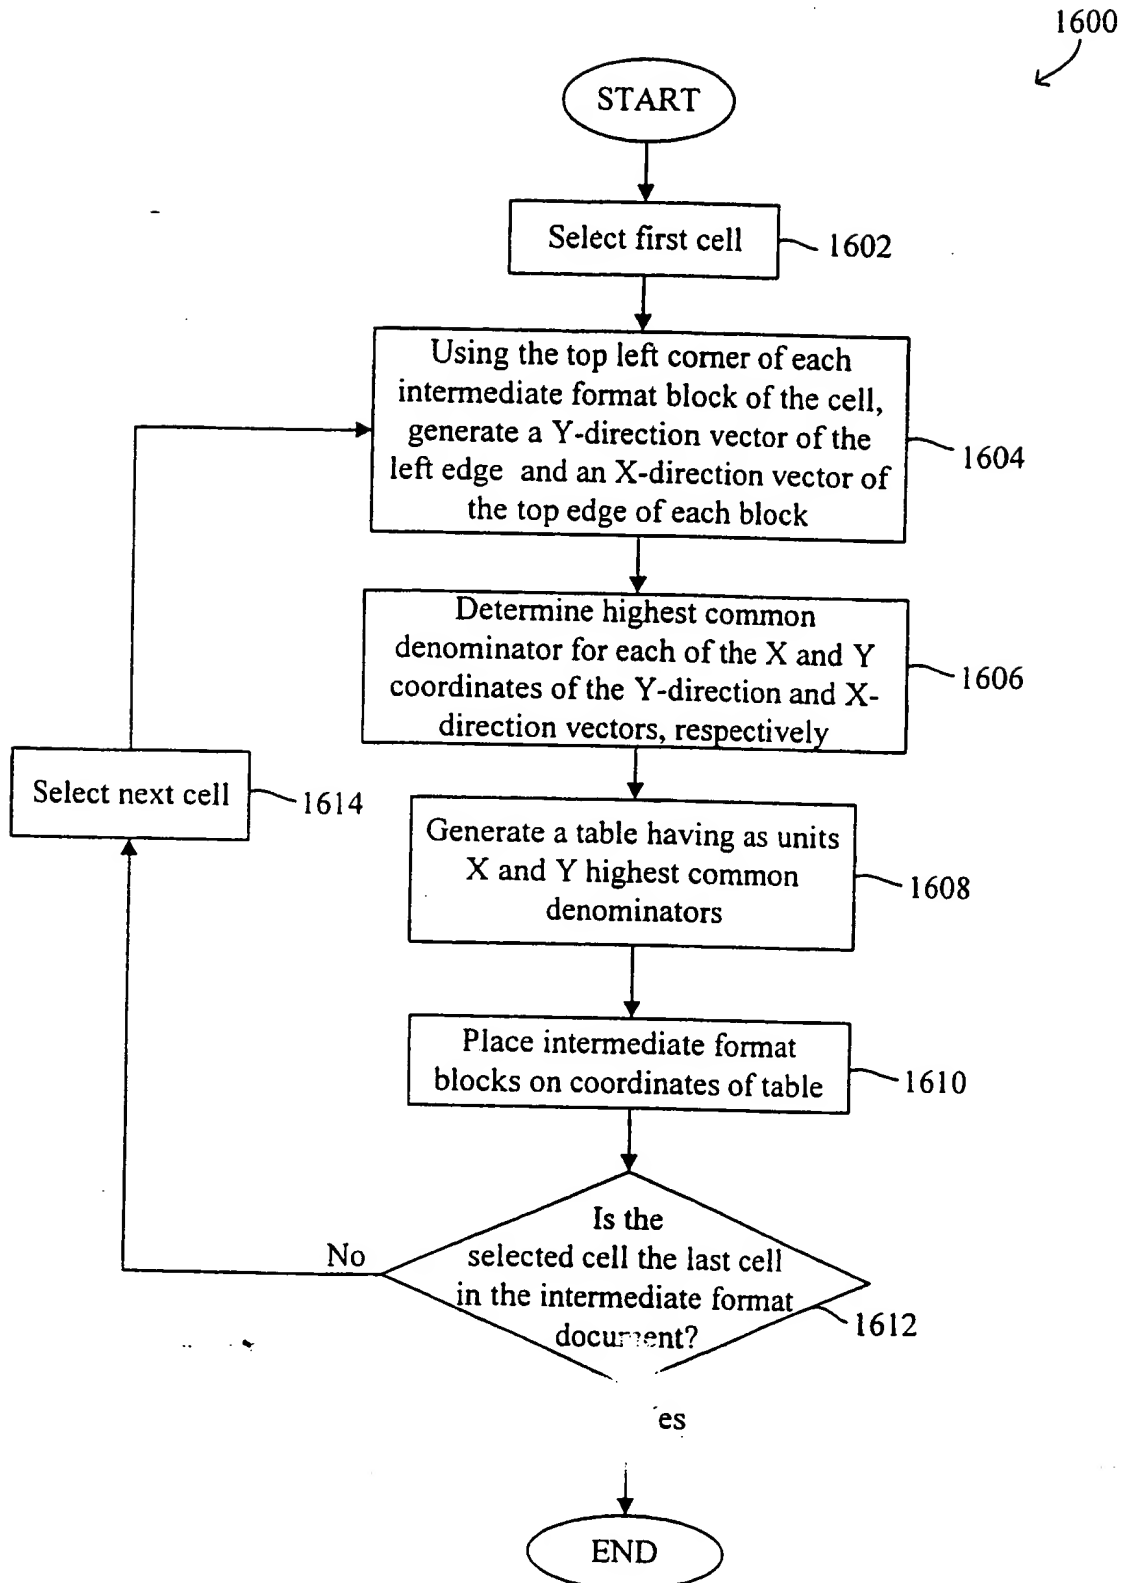 1600
START
Select first cell
1602
Using the top left corner of each
intermediate format block of the cell,
generate a Y-direction vector of the
left edge and an X-direction vector of
the top edge of each block
1604
Determine highest common
denominator for each of the X and Y
coordinates of the Y-direction and X-
direction vectors, respectively
1606
Select next cell
1614
Generate a table having as units
X and Y highest common
denominators
1608
Place intermediate format
blocks on coordinates of table
1610
Is the
selected cell the last cell
in the intermediate format
document?
1612
No
es
END